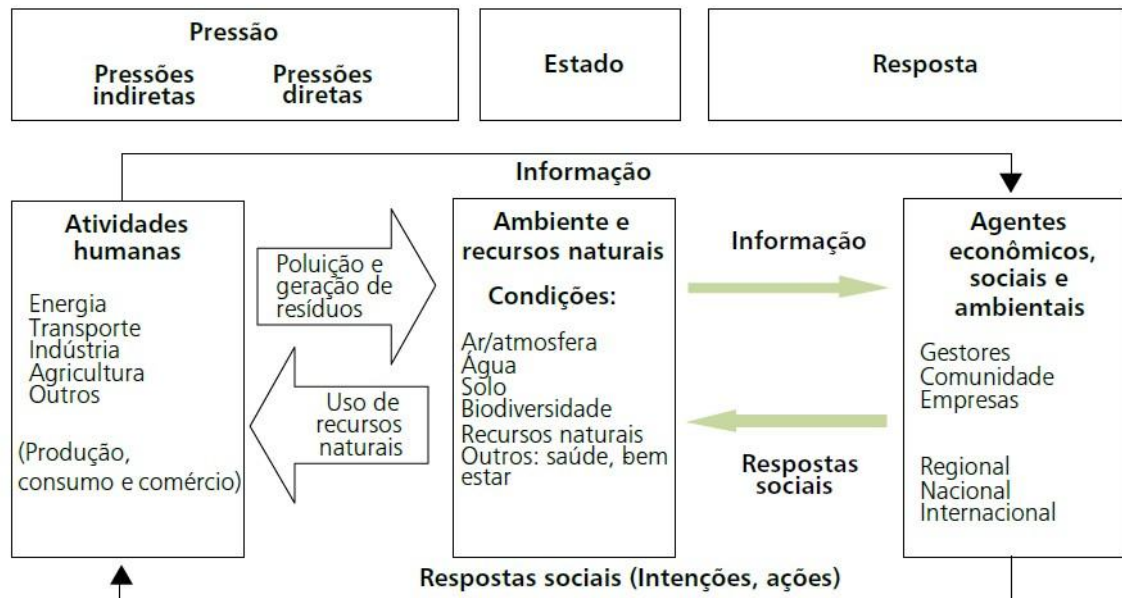 Pressão
Pressões
indiretas
Pressões
diretas
Estado
Resposta
Informação
Atividades
humanas
Energia
Transporte
Indústria
Agricultura
Outros
(Produção,
consumo e comércio)
Poluição e
geração de
resíduos
Uso de
recursos
naturais
Ambiente e
recursos naturais
Condições:
Ar/atmosfera
Água
Solo
Biodiversidade
Recursos naturais
Outros: saúde, bem
estar
Informação
Respostas
sociais
Agentes
econômicos,
sociais e
ambientais
Gestores
Comunidade
Empresas
Regional
Nacional
Internacional
Respostas sociais (Intenções, ações)